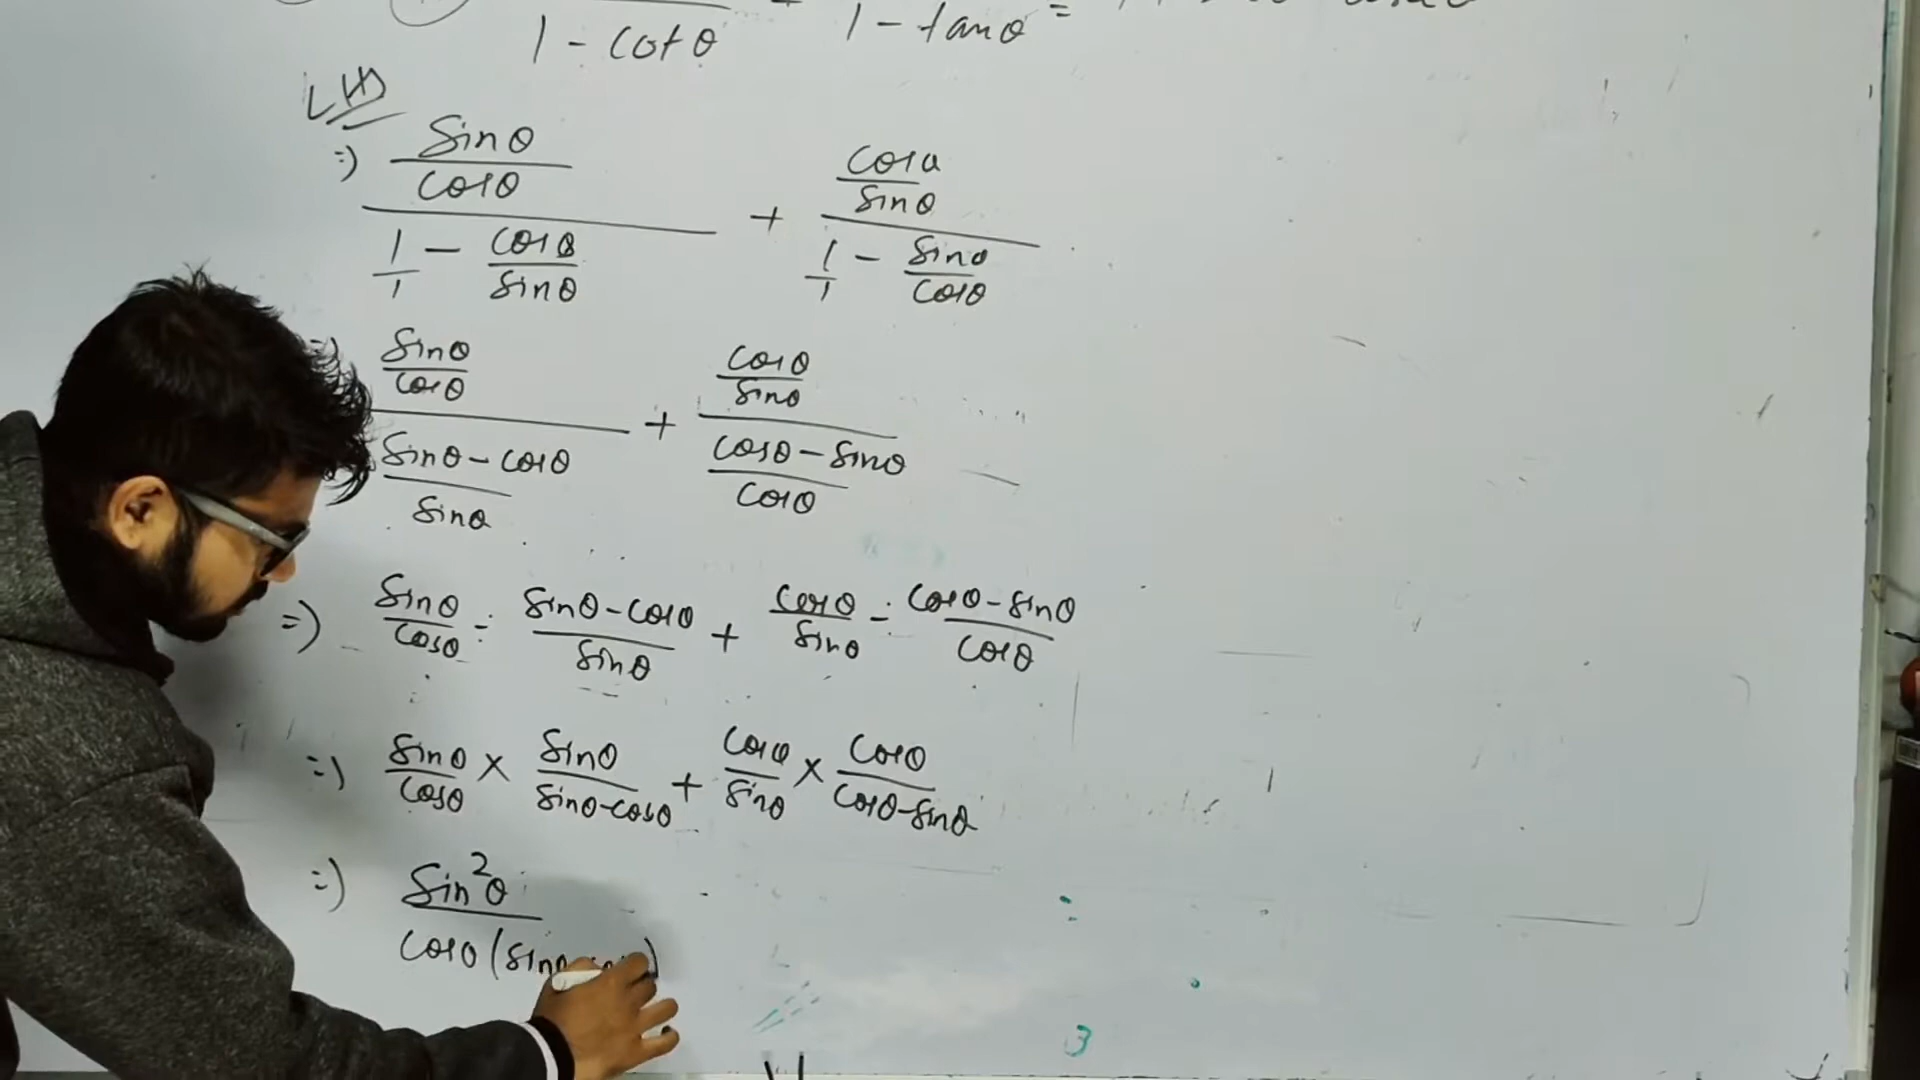 1 - cotθ 1 - tanθ =
LHS
=) sinθ/cosθ / 1/1 - cosθ/sinθ + cosθ/sinθ / 1/1 - sinθ/cosθ
=) sinθ/cosθ / sinθ - cosθ/sinθ + cosθ/sinθ / cosθ - sinθ/cosθ
=) sinθ/cosθ ÷ sinθ - cosθ/sinθ + cosθ/sinθ ÷ cosθ - sinθ/cosθ
=) sinθ/cosθ × sinθ/sinθ-cosθ + cosθ/sinθ × cosθ/cosθ-sinθ
=) sin²θ/cosθ(sinθ
3